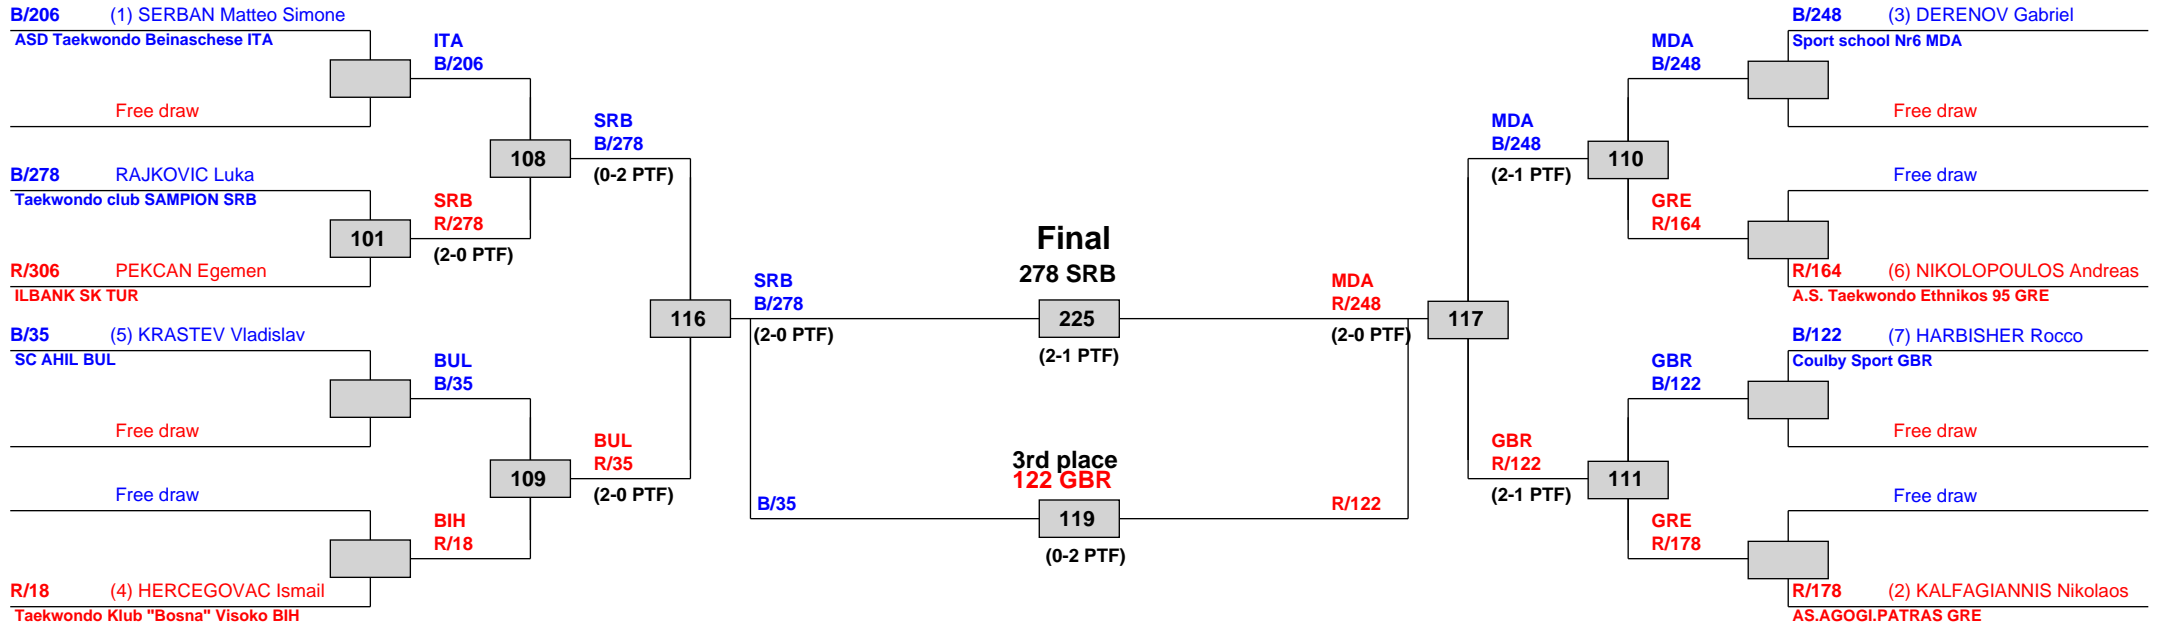 B/206 (1) SERBAN Matteo Simone
ASD Taekwondo Beinaschese ITA
Free draw
B/278 RAJKOVIC Luka
Taekwondo club SAMPION SRB
101
R/306 PEKCAN Egemen
ILBANK SK TUR
B/35 (5) KRASTEV Vladislav
SC AHIL BUL
Free draw
Free draw
R/18 (4) HERCEGOVAC Ismail
Taekwondo Klub "Bosna" Visoko BIH
ITA
B/206
108
SRB
R/278
(2-0 PTF)
BUL
B/35
109
BIH
R/18
SRB
B/278
(0-2 PTF)
116
BUL
R/35
(2-0 PTF)
SRB
B/278
(2-0 PTF)
B/35
Final
278 SRB
225
(2-1 PTF)
3rd place
122 GBR
119
(0-2 PTF)
MDA
R/248
(2-0 PTF)
R/122
117
MDA
B/248
(2-1 PTF)
GBR
R/122
(2-1 PTF)
MDA
B/248
110
GRE
R/164
GBR
B/122
111
GRE
R/178
B/248 (3) DERENOV Gabriel
Sport school Nr6 MDA
Free draw
Free draw
R/164 (6) NIKOLOPOULOS Andreas
A.S. Taekwondo Ethnikos 95 GRE
B/122 (7) HARBISHER Rocco
Coulby Sport GBR
Free draw
Free draw
R/178 (2) KALFAGIANNIS Nikolaos
AS.AGOGI.PATRAS GRE